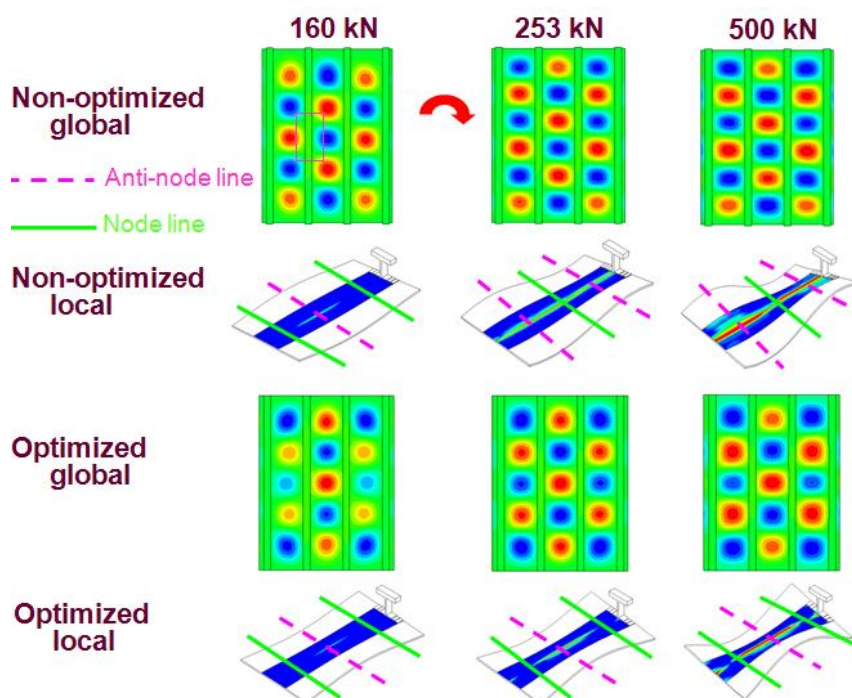 160 kN
253 kN
500 kN
Non-optimized
global
Anti-node line
Node line
Non-optimized
local
Optimized
global
Optimized
local